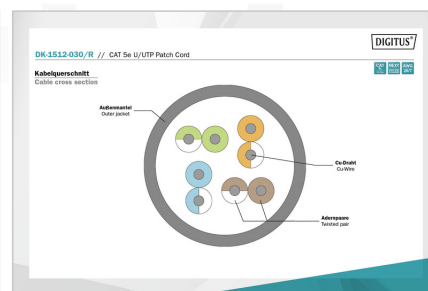 DIGITUS®
DK-1512-030/R // CAT 5e U/UTP Patch Cord
Kabelquerschnitt
Cable cross section
Außenmantel
Outer jacket
Cu-Draht
Cu-Wire
Adernpaare
Twisted pair